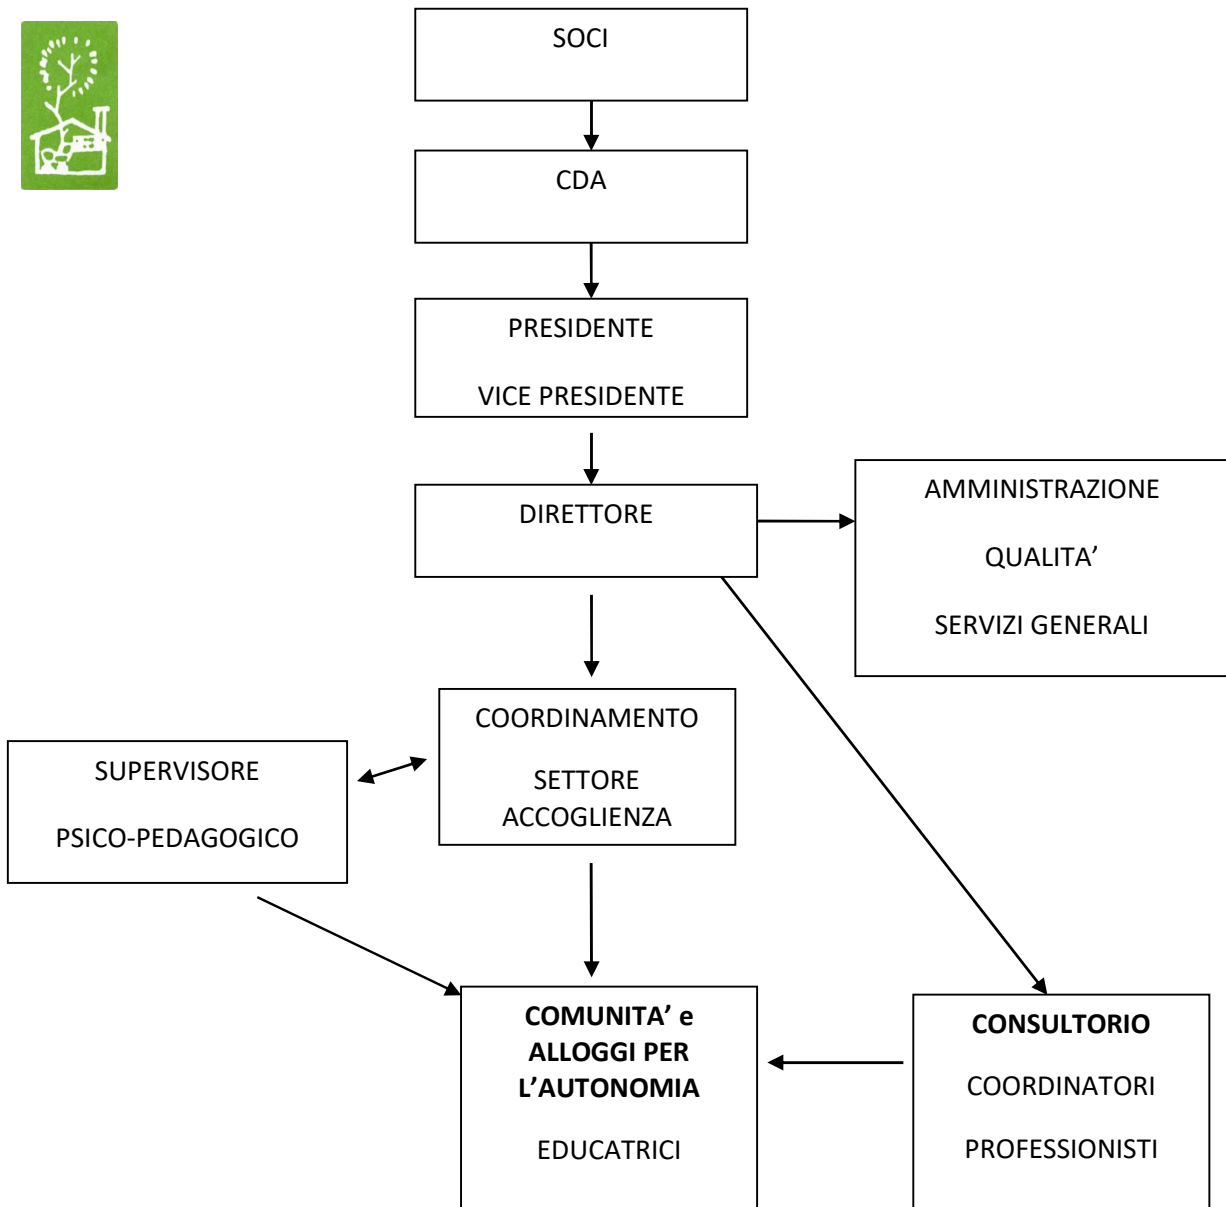 SOCI
CDA
PRESIDENTE
VICE PRESIDENTE
DIRETTORE
AMMINISTRAZIONE
QUALITA’
SERVIZI GENERALI
COORDINAMENTO
SETTORE
ACCOGLIENZA
SUPERVISORE
PSICO-PEDAGOGICO
COMUNITA’ e
ALLOGGI PER
L’AUTONOMIA
EDUCATRICI
CONSULTORIO
COORDINATORI
PROFESSIONISTI